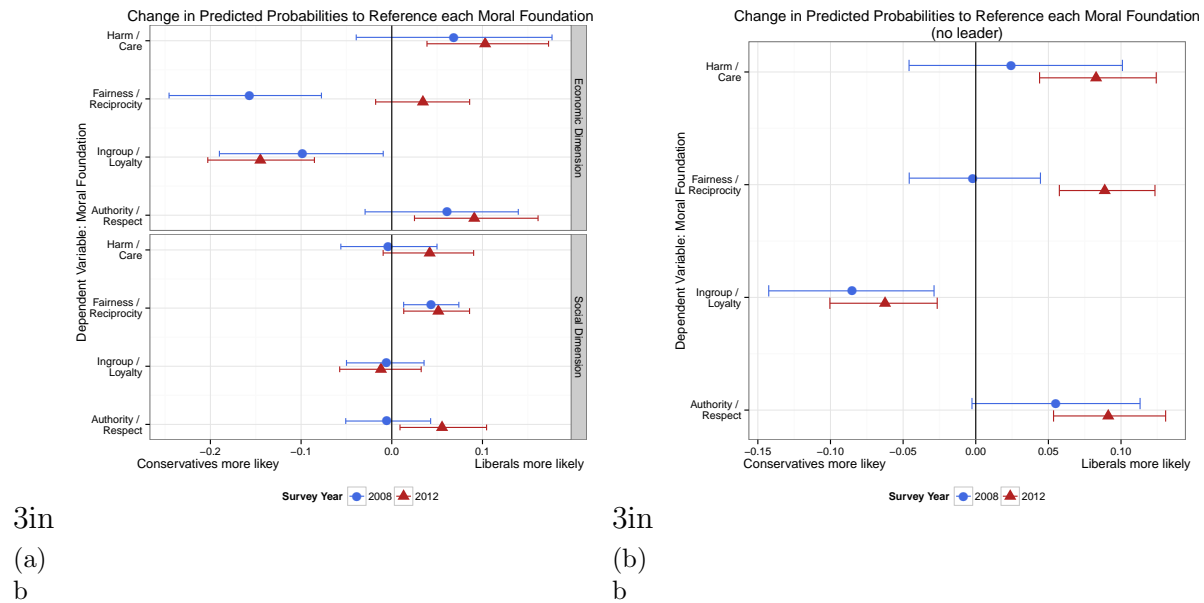 Change in Predicted Probabilities to Reference each Moral Foundation
Dependent Variable: Moral Foundation
Harm /
Care
Fairness /
Reciprocity
Ingroup /
Loyalty
Authority /
Respect
Economic Dimension
Harm /
Care
Fairness /
Reciprocity
Ingroup /
Loyalty
Authority /
Respect
Social Dimension
−0.2 −0.1 0.0 0.1
Conservatives more likey Liberals more likely
Survey Year 2008 2012
3in
(a)
b
Change in Predicted Probabilities to Reference each Moral Foundation
(no leader)
Dependent Variable: Moral Foundation
Harm /
Care
Fairness /
Reciprocity
Ingroup /
Loyalty
Authority /
Respect
−0.15 −0.10 −0.05 0.00 0.05 0.10
Conservatives more likey Liberals more likely
Survey Year 2008 2012
3in
(b)
b